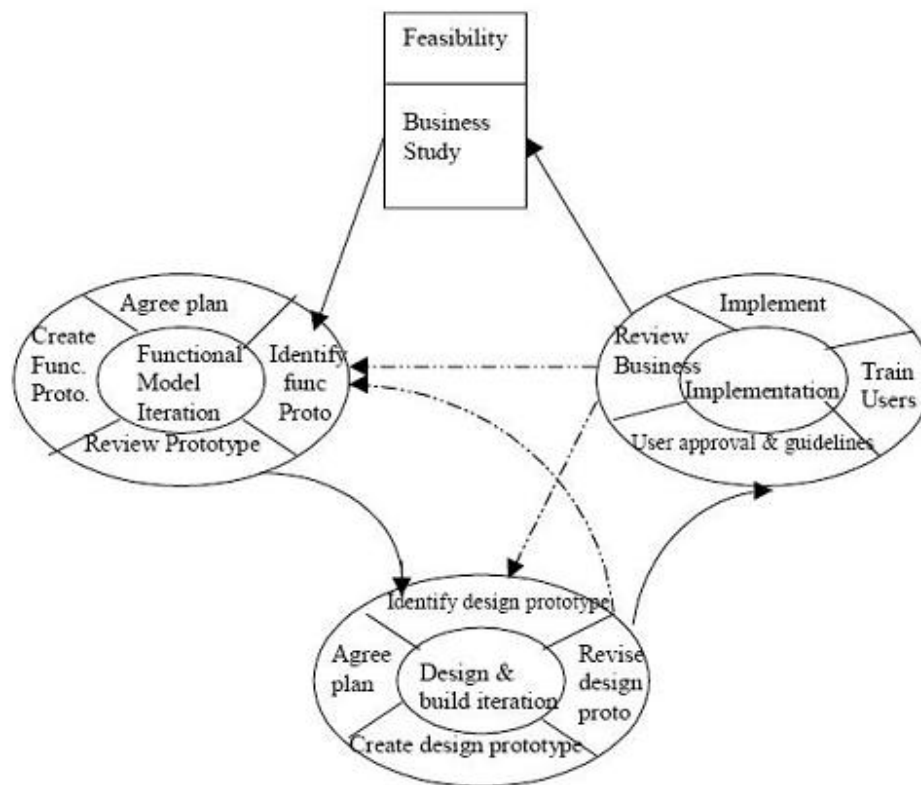 Feasibility
Business
Study
Agree plan
Create
Func.
Proto.
Functional
Model
Iteration
Identify
func
Proto
Review Prototype
Implement
Review
Business
Implementation
Train
Users
User approval & guidelines
Identify design prototype
Agree
plan
Design &
build iteration
Revise
design
proto
Create design prototype